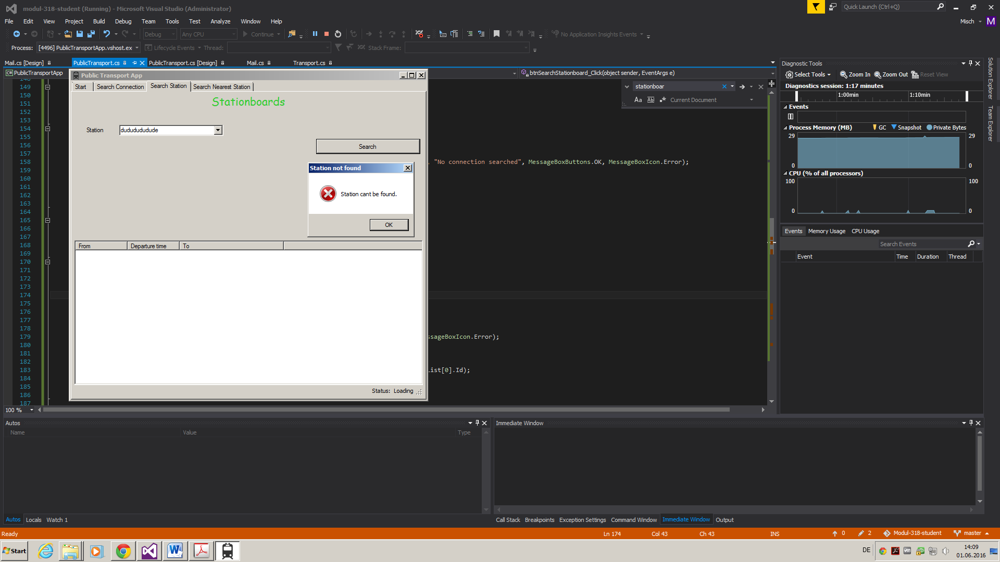 modul-318-student (Running) - Microsoft Visual Studio (Administrator)
Quick Launch (Ctrl+Q)
File Edit View Project Build Debug Team Tools Test Analyze Window Help
Misch M
Debug Any CPU Continue No Application Insights Events
Process: [4496] PublicTransportApp.vshost.ex Lifecycle Events Thread: Stack Frame:
Mail.cs [Design] PublicTransport.cs PublicTransport.cs [Design] Mail.cs Transport.cs
C# PublicTransportApp
btnSearchStationboard_Click(object sender, EventArgs e)
stationboar
Aa Abl Current Document
149
150
151
152
153
154
155
156
157
158
159
160
161
162
163
164
165
166
167
168
169
170
171
172
173
174
175
176
177
178
179
180
181
182
183
184
185
186
187
, "No connection searched", MessageBoxButtons.OK, MessageBoxIcon.Error);
ssageBoxIcon.Error);
ist[0].Id);
Public Transport App
Start Search Connection Search Station Search Nearest Station
Stationboards
Station dududududude
Search
Station not found
Station cant be found.
OK
From Departure time To
Status: Loading
100 %
Diagnostic Tools
Select Tools Zoom In Zoom Out Reset View
Diagnostics session: 1:17 minutes
1:00min 1:10min
Events
Process Memory (MB) GC Snapshot Private Bytes
29 29
0 0
CPU (% of all processors)
100 100
0 0
Events Memory Usage CPU Usage
Search Events
Event Time Duration Thread
Solution Explorer
Team Explorer
Autos
Name Value Type
Autos Locals Watch 1
Immediate Window
Call Stack Breakpoints Exception Settings Command Window Immediate Window Output
Ready Ln 174 Col 43 Ch 43 INS 0 2 Modul-318-student master
Start
DE
14:09
01.06.2016